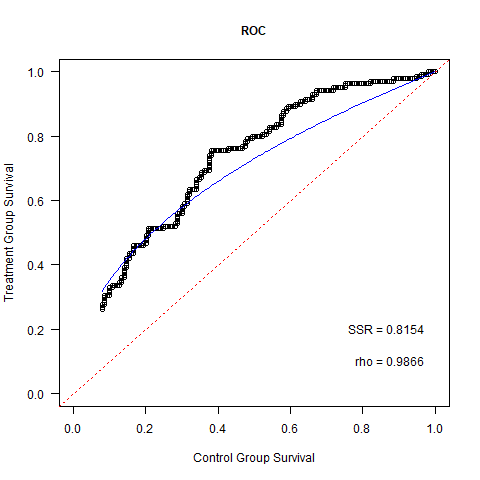 ROC
Treatment Group Survival
1.0
0.8
0.6
0.4
0.2
0.0
SSR = 0.8154
rho = 0.9866
0.0 0.2 0.4 0.6 0.8 1.0
Control Group Survival